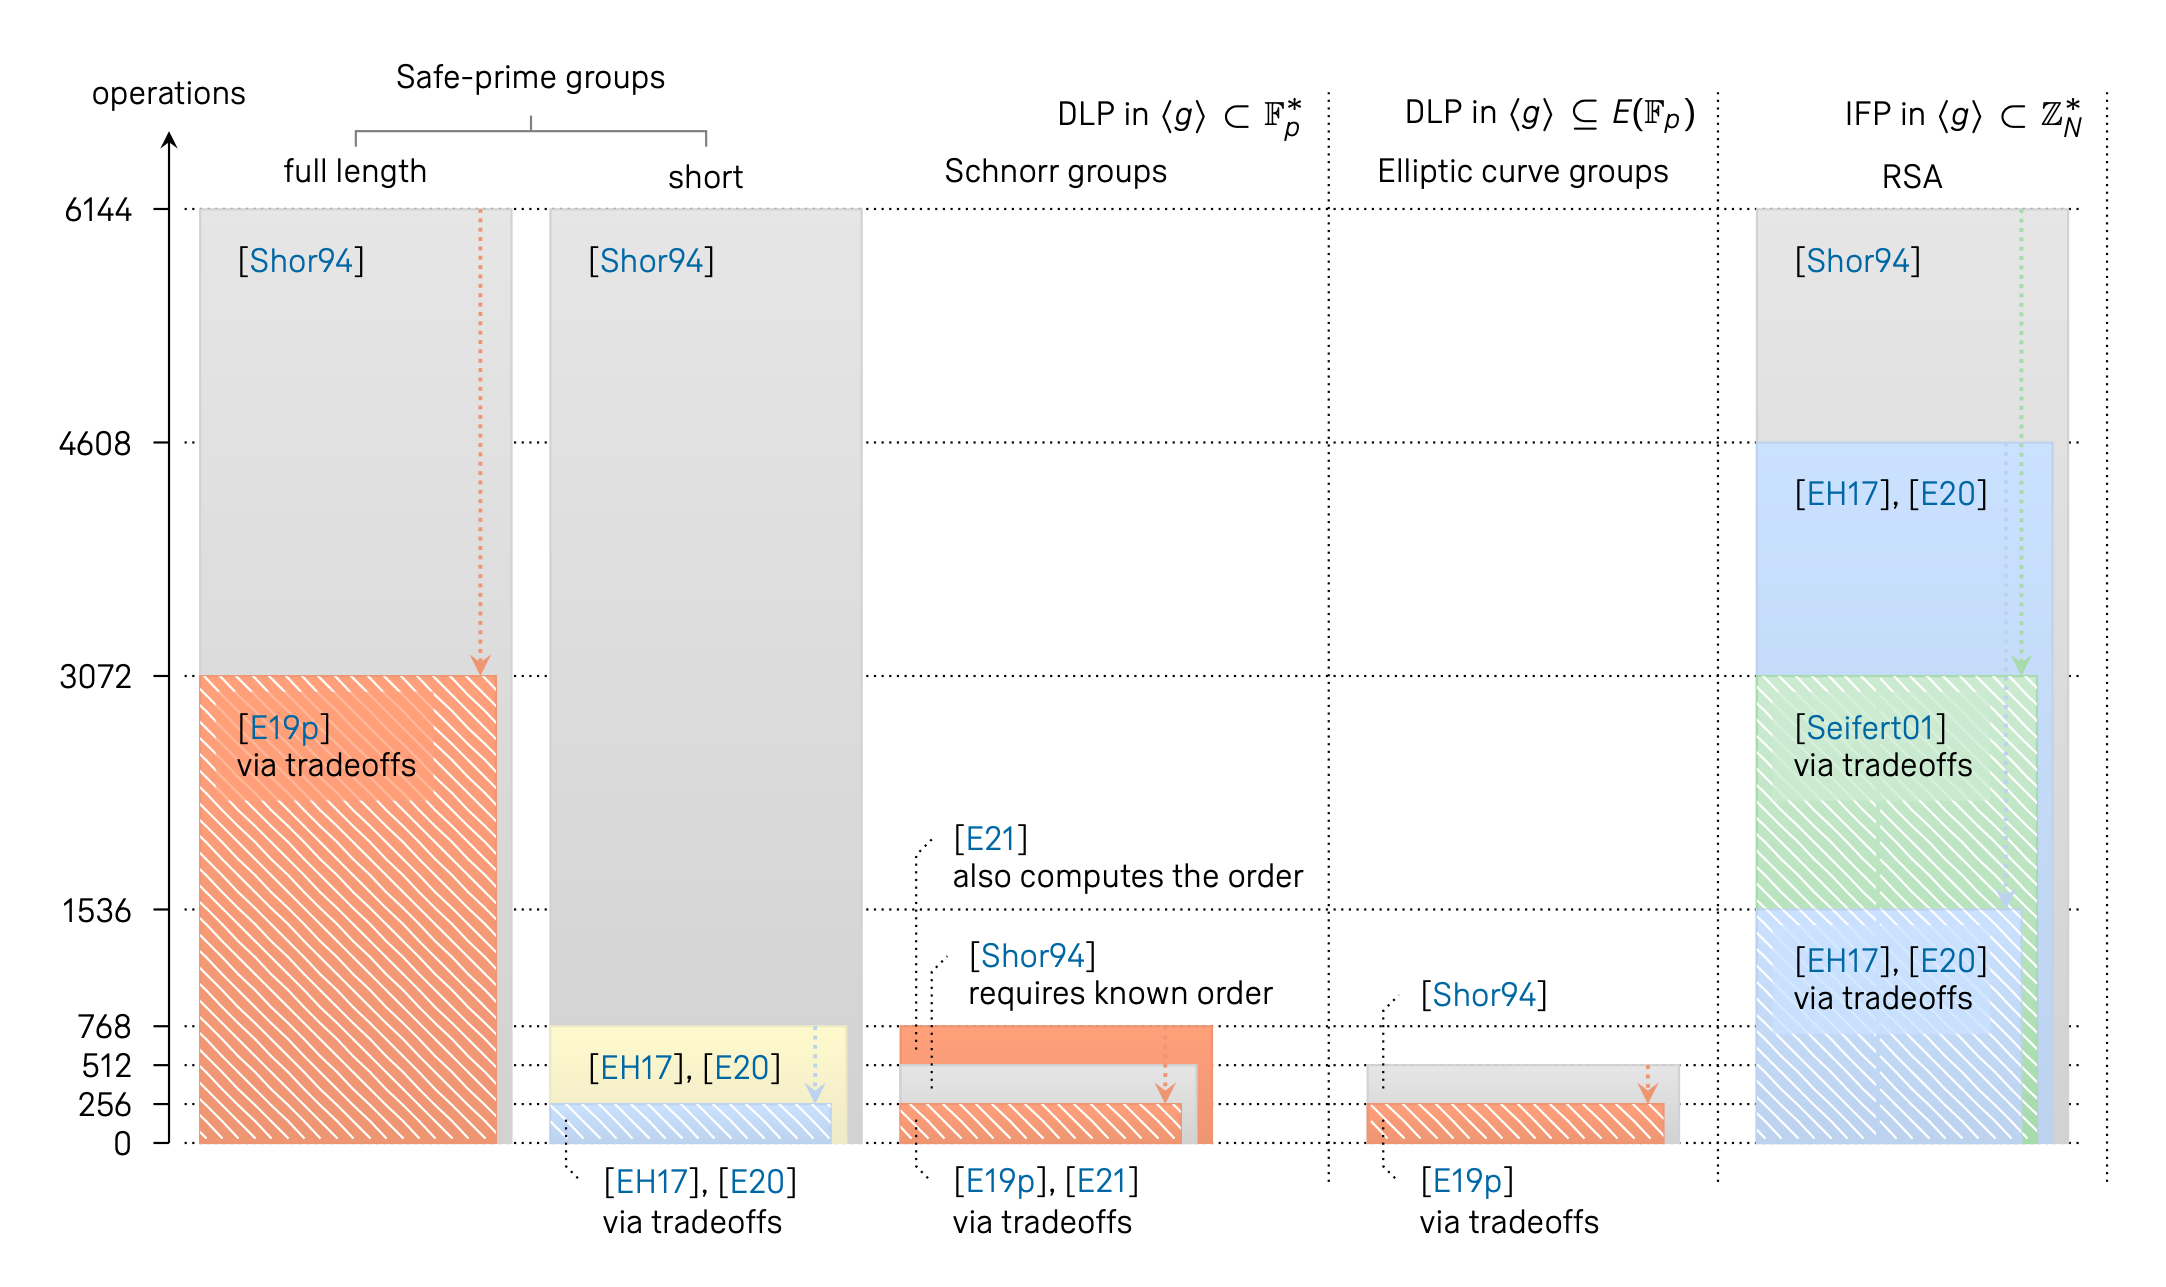 operations
Safe-prime groups
full length
short
DLP in ⟨g⟩ ⊂ 𝔽*p
Schnorr groups
DLP in ⟨g⟩ ⊆ E(𝔽p)
Elliptic curve groups
IFP in ⟨g⟩ ⊂ ℤ*N
RSA
6144
4608
3072
1536
768
512
256
0
[Shor94]
[E19p]
via tradeoffs
[Shor94]
[EH17], [E20]
[EH17], [E20]
via tradeoffs
[E21]
also computes the order
[Shor94]
requires known order
[E19p], [E21]
via tradeoffs
[Shor94]
[E19p]
via tradeoffs
[Shor94]
[EH17], [E20]
[Seifert01]
via tradeoffs
[EH17], [E20]
via tradeoffs